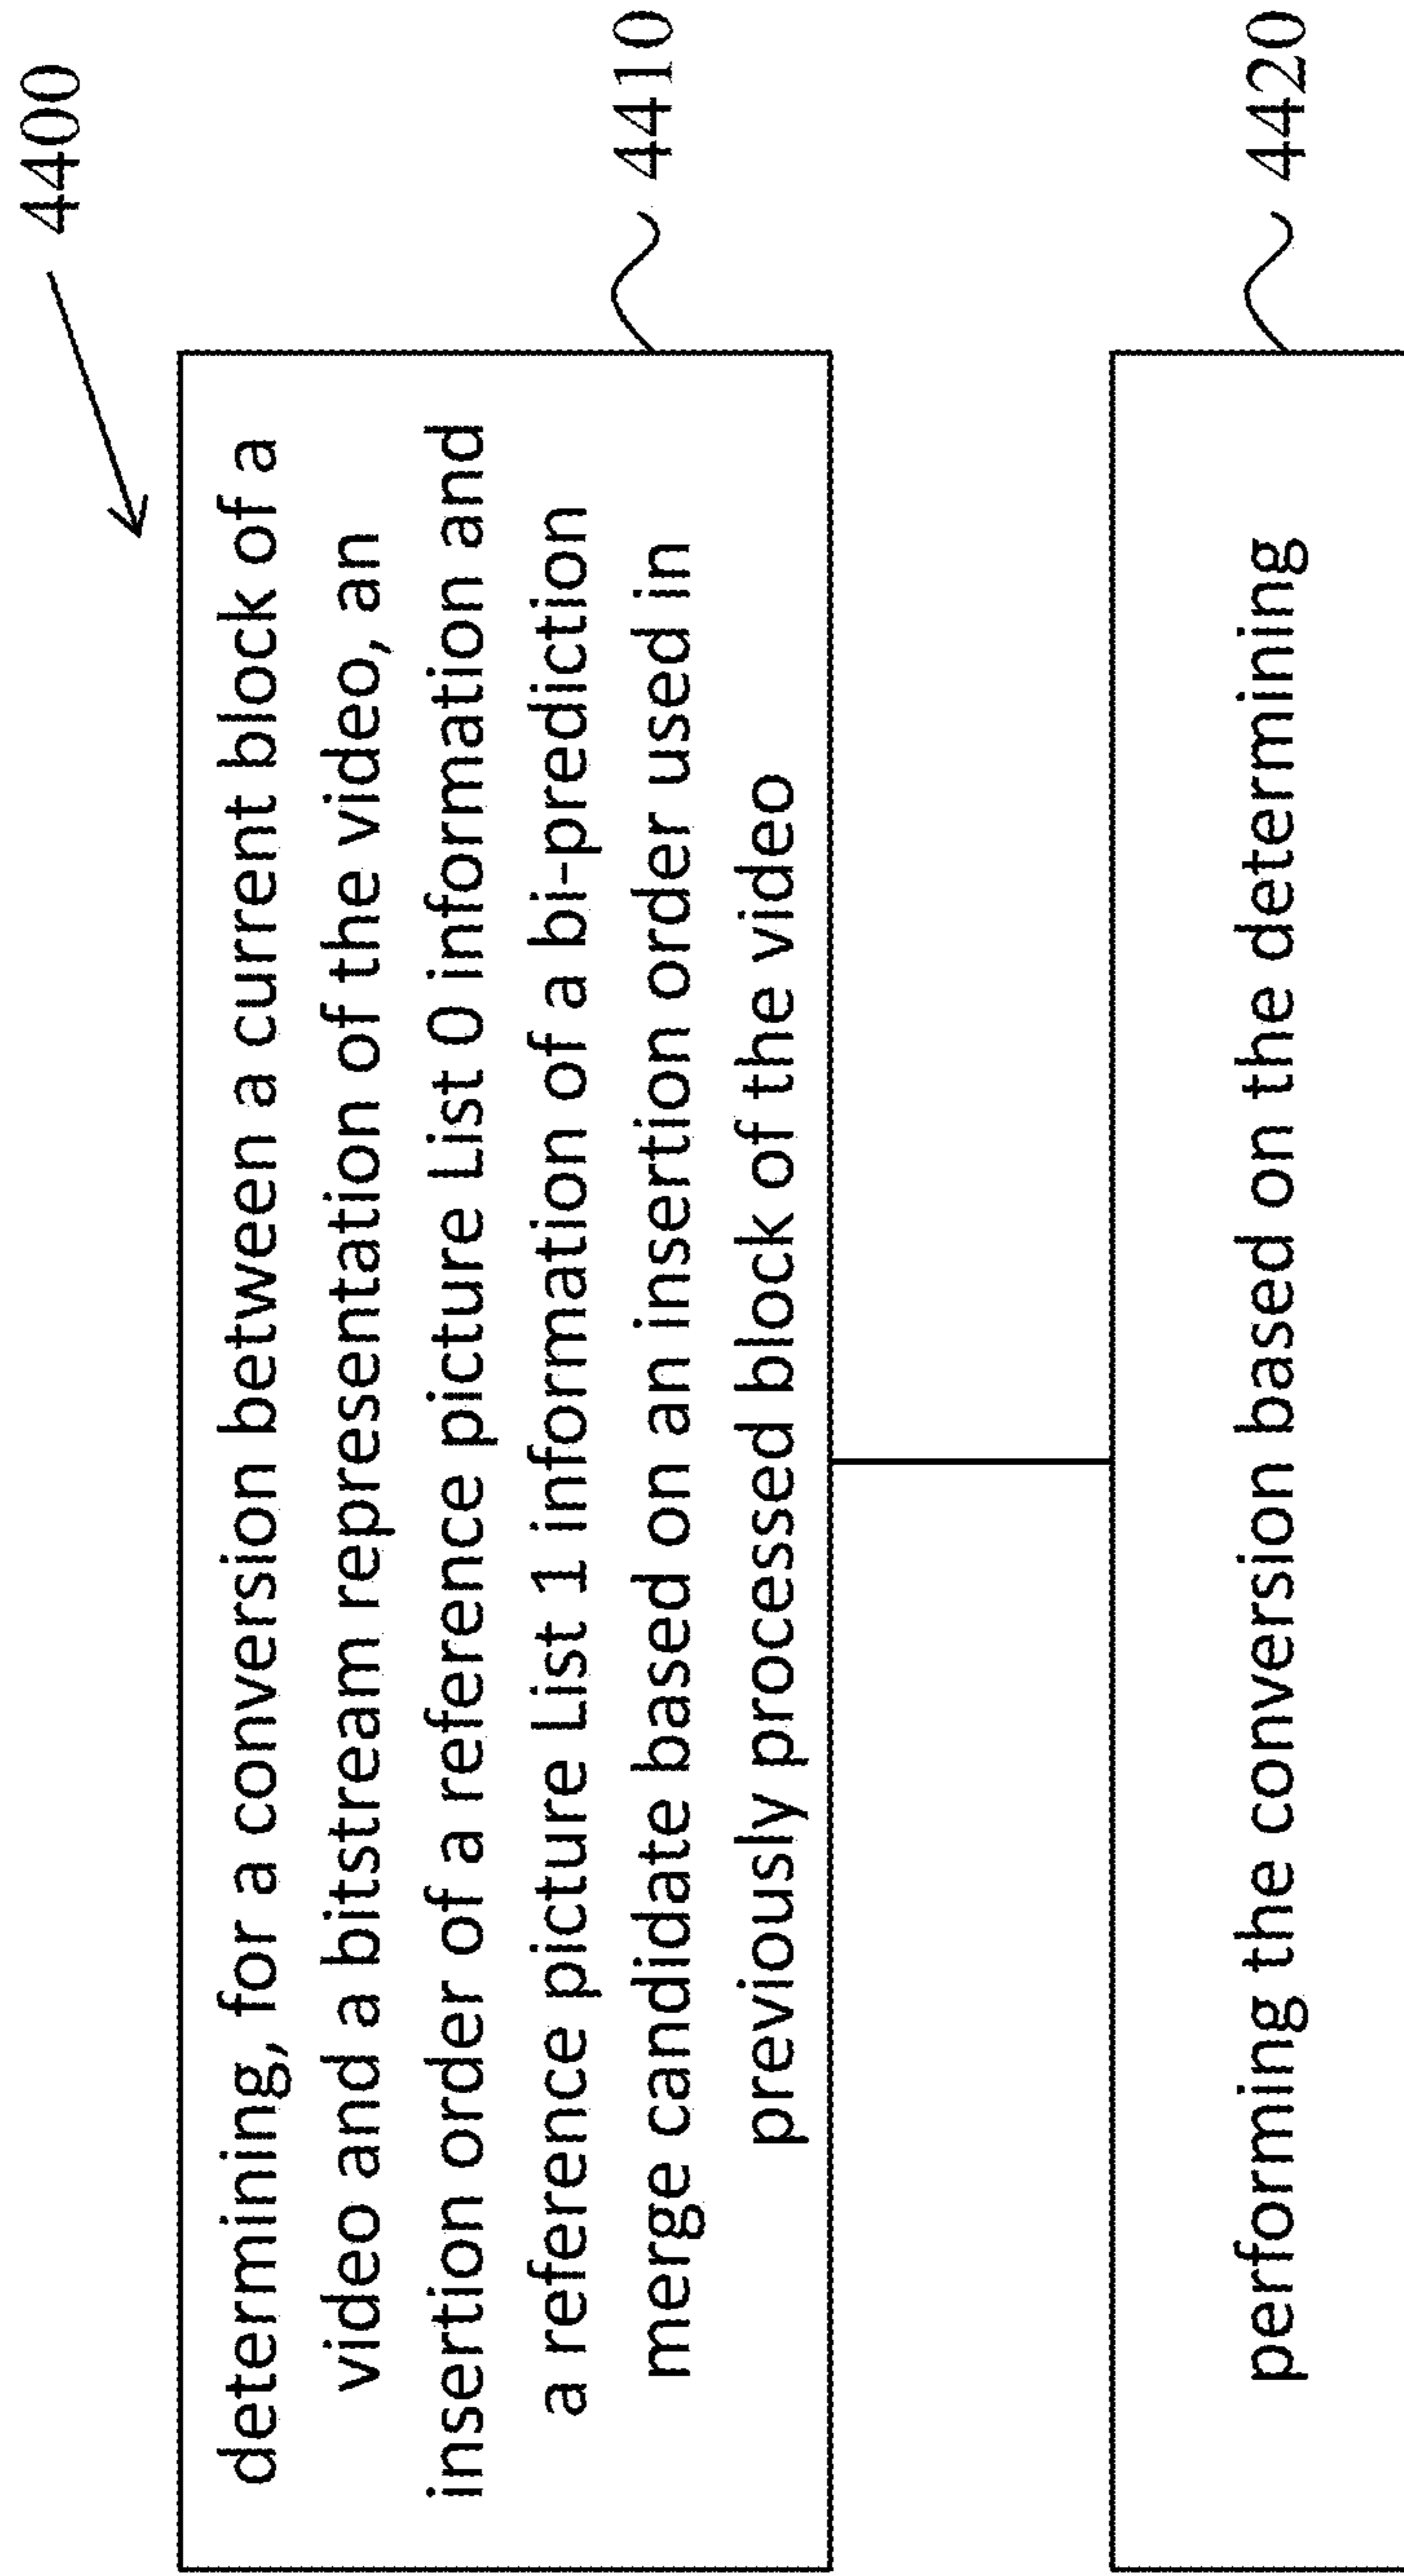 4400
determining, for a conversion between a current block of a
video and a bitstream representation of the video, an
insertion order of a reference picture List 0 information and
a reference picture List 1 information of a bi-prediction
merge candidate based on an insertion order used in
previously processed block of the video
4410
performing the conversion based on the determining
4420